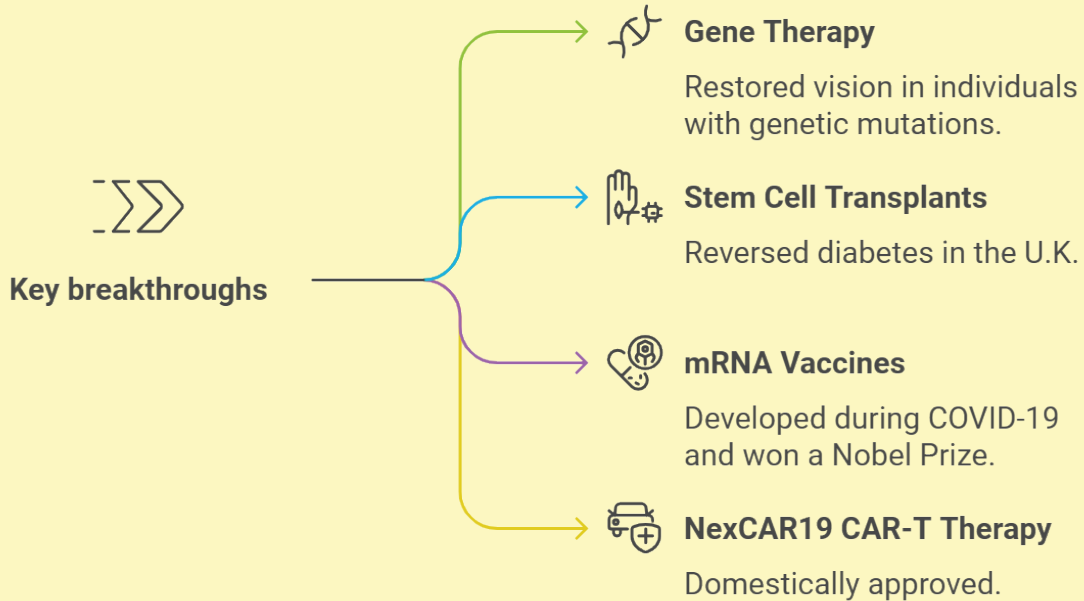 Key breakthroughs
Gene Therapy
Restored vision in individuals
with genetic mutations.
Stem Cell Transplants
Reversed diabetes in the U.K.
mRNA Vaccines
Developed during COVID-19
and won a Nobel Prize.
NexCAR19 CAR-T Therapy
Domestically approved.